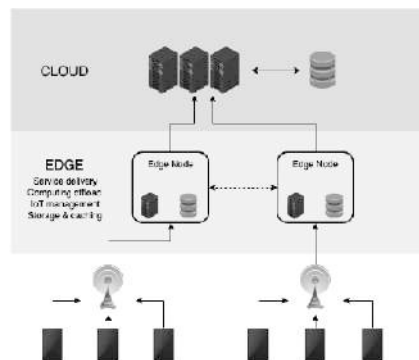 CLOUD
EDGE
Service delivery
Computing offload
IoT management
Storage & caching
Edge Node
Edge Node